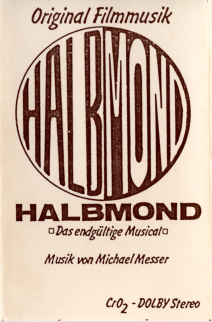 Original Filmmusik
HALBMOND
HALBMOND
▫Das endgültige Musical▫
Musik von Michael Messer
CrO₂ - DOLBY Stereo